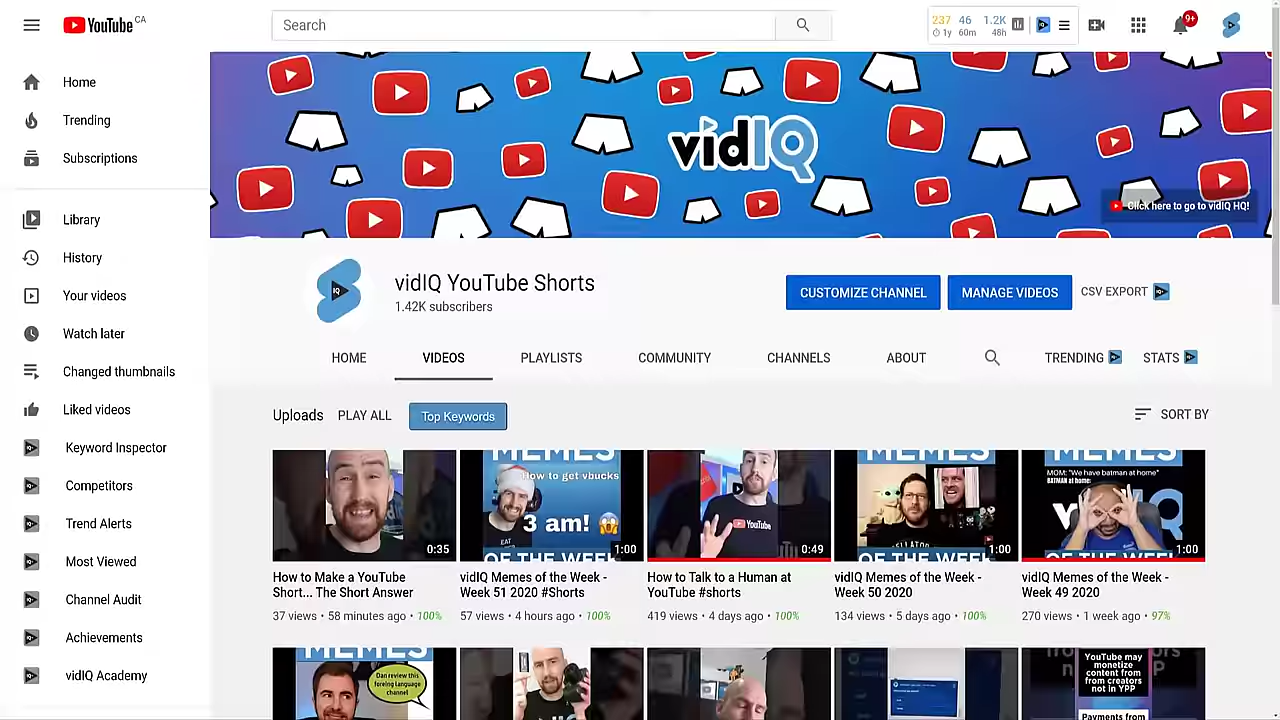 YouTube CA
Search
237 46 1.2K
1y 60m 48h
9+
Home
Trending
Subscriptions
Library
History
Your videos
Watch later
Changed thumbnails
Liked videos
Keyword Inspector
Competitors
Trend Alerts
Most Viewed
Channel Audit
Achievements
vidIQ Academy
vidIQ
Click here to go to vidIQ HQ!
IQ
vidIQ YouTube Shorts
1.42K subscribers
CUSTOMIZE CHANNEL
MANAGE VIDEOS
CSV EXPORT
HOME
VIDEOS
PLAYLISTS
COMMUNITY
CHANNELS
ABOUT
TRENDING
STATS
Uploads
PLAY ALL
Top Keywords
SORT BY
0:35
How to Make a YouTube
Short... The Short Answer
37 views • 58 minutes ago • 100%
MEMES
How to get vbucks
3 am!
EAT
OF THE WEEK
1:00
vidIQ Memes of the Week -
Week 51 2020 #Shorts
57 views • 4 hours ago • 100%
YouTube
0:49
How to Talk to a Human at
YouTube #shorts
419 views • 4 days ago • 100%
MEMES
OF THE WEEK
1:00
vidIQ Memes of the Week -
Week 50 2020
134 views • 5 days ago • 100%
MEMES
MOM: "We have batman at home"
BATMAN at home:
OF THE WEEK
1:00
vidIQ Memes of the Week -
Week 49 2020
270 views • 1 week ago • 97%
MEMES
Dan review this
foreing language
channel
YouTube may
monetize
content from
from creators
not in YPP
Payments from